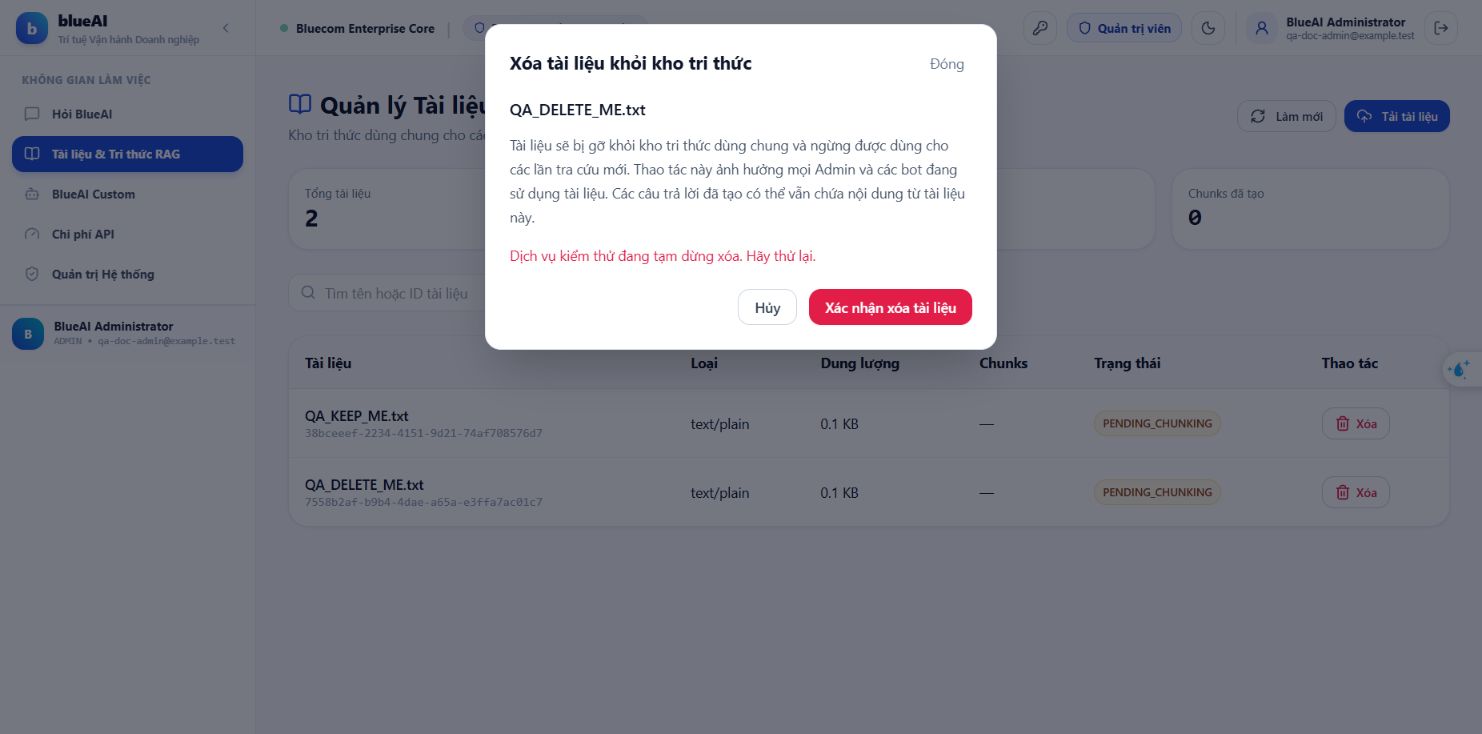 blueAI
Trí tuệ Vận hành Doanh nghiệp
Bluecom Enterprise Core
Quản trị viên
BlueAI Administrator
qa-doc-admin@example.test
KHÔNG GIAN LÀM VIỆC
Hỏi BlueAI
Tài liệu & Tri thức RAG
BlueAI Custom
Chi phí API
Quản trị Hệ thống
B
BlueAI Administrator
ADMIN • qa-doc-admin@example.test
Quản lý Tài liệu
Kho tri thức dùng chung cho các
Làm mới
Tải tài liệu
Tổng tài liệu
2
Chunks đã tạo
0
Tìm tên hoặc ID tài liệu
Xóa tài liệu khỏi kho tri thức
Đóng
QA_DELETE_ME.txt
Tài liệu sẽ bị gỡ khỏi kho tri thức dùng chung và ngừng được dùng cho
các lần tra cứu mới. Thao tác này ảnh hưởng mọi Admin và các bot đang
sử dụng tài liệu. Các câu trả lời đã tạo có thể vẫn chứa nội dung từ tài liệu
này.
Dịch vụ kiểm thử đang tạm dừng xóa. Hãy thử lại.
Hủy
Xác nhận xóa tài liệu
Tài liệu Loại Dung lượng Chunks Trạng thái Thao tác
QA_KEEP_ME.txt
38bceeef-2234-4151-9d21-74af708576d7
text/plain 0.1 KB — PENDING_CHUNKING Xóa
QA_DELETE_ME.txt
7558b2af-b9b4-4dae-a65a-e3ffa7ac01c7
text/plain 0.1 KB — PENDING_CHUNKING Xóa